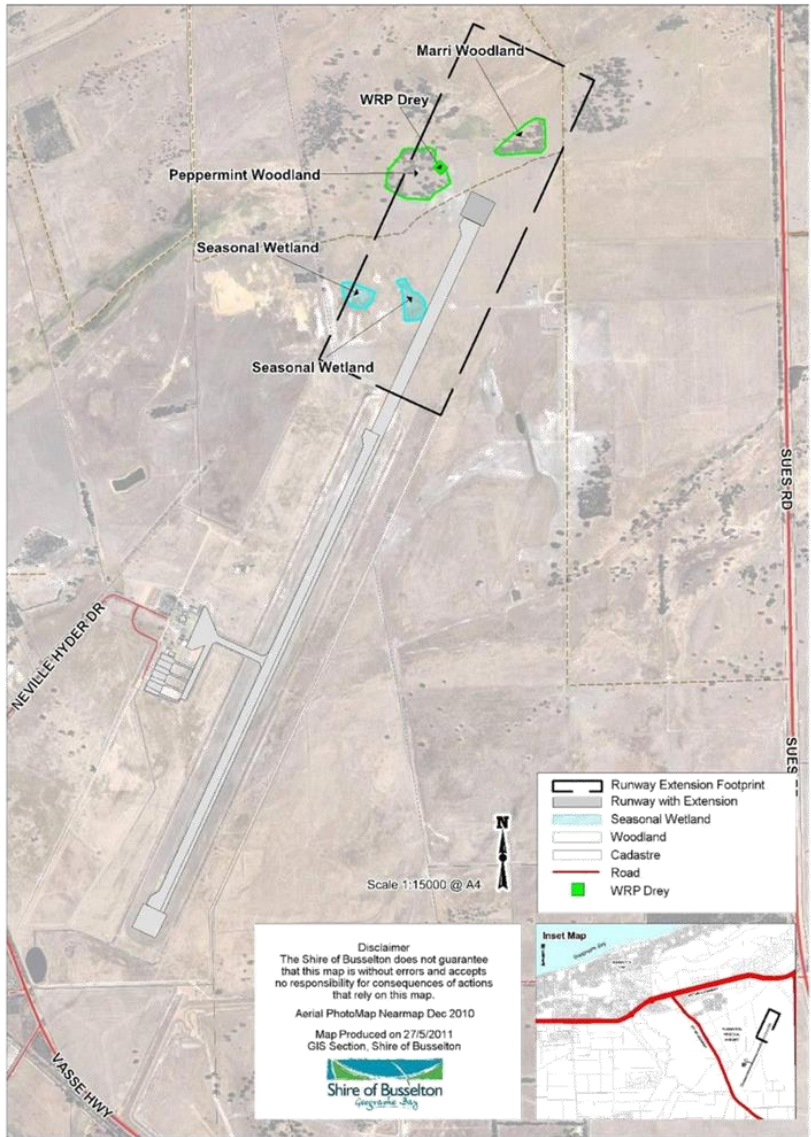 Marri Woodland
WRP Drey
Peppermint Woodland
Seasonal Wetland
Seasonal Wetland
SUES RD
NEVILLE HYDER DR
SUES
VASSE HWY
N
Scale 1:15000 @ A4
Runway Extension Footprint
Runway with Extension
Seasonal Wetland
Woodland
Cadastre
Road
WRP Drey
Disclaimer
The Shire of Busselton does not guarantee
that this map is without errors and accepts
no responsibility for consequences of actions
that rely on this map.
Aerial PhotoMap Nearmap Dec 2010
Map Produced on 27/5/2011
GIS Section, Shire of Busselton
Shire of Busselton
Geographe Bay
Inset Map
Geographe Bay